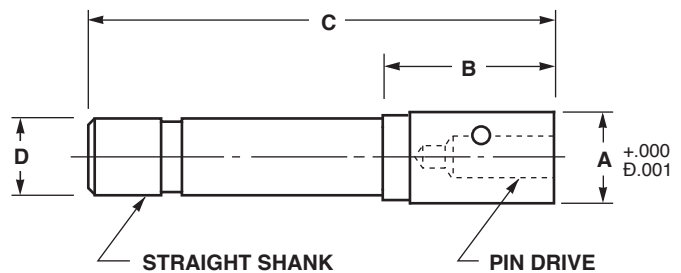 C
B
D
A
+.000
Ð.001
STRAIGHT SHANK
PIN DRIVE